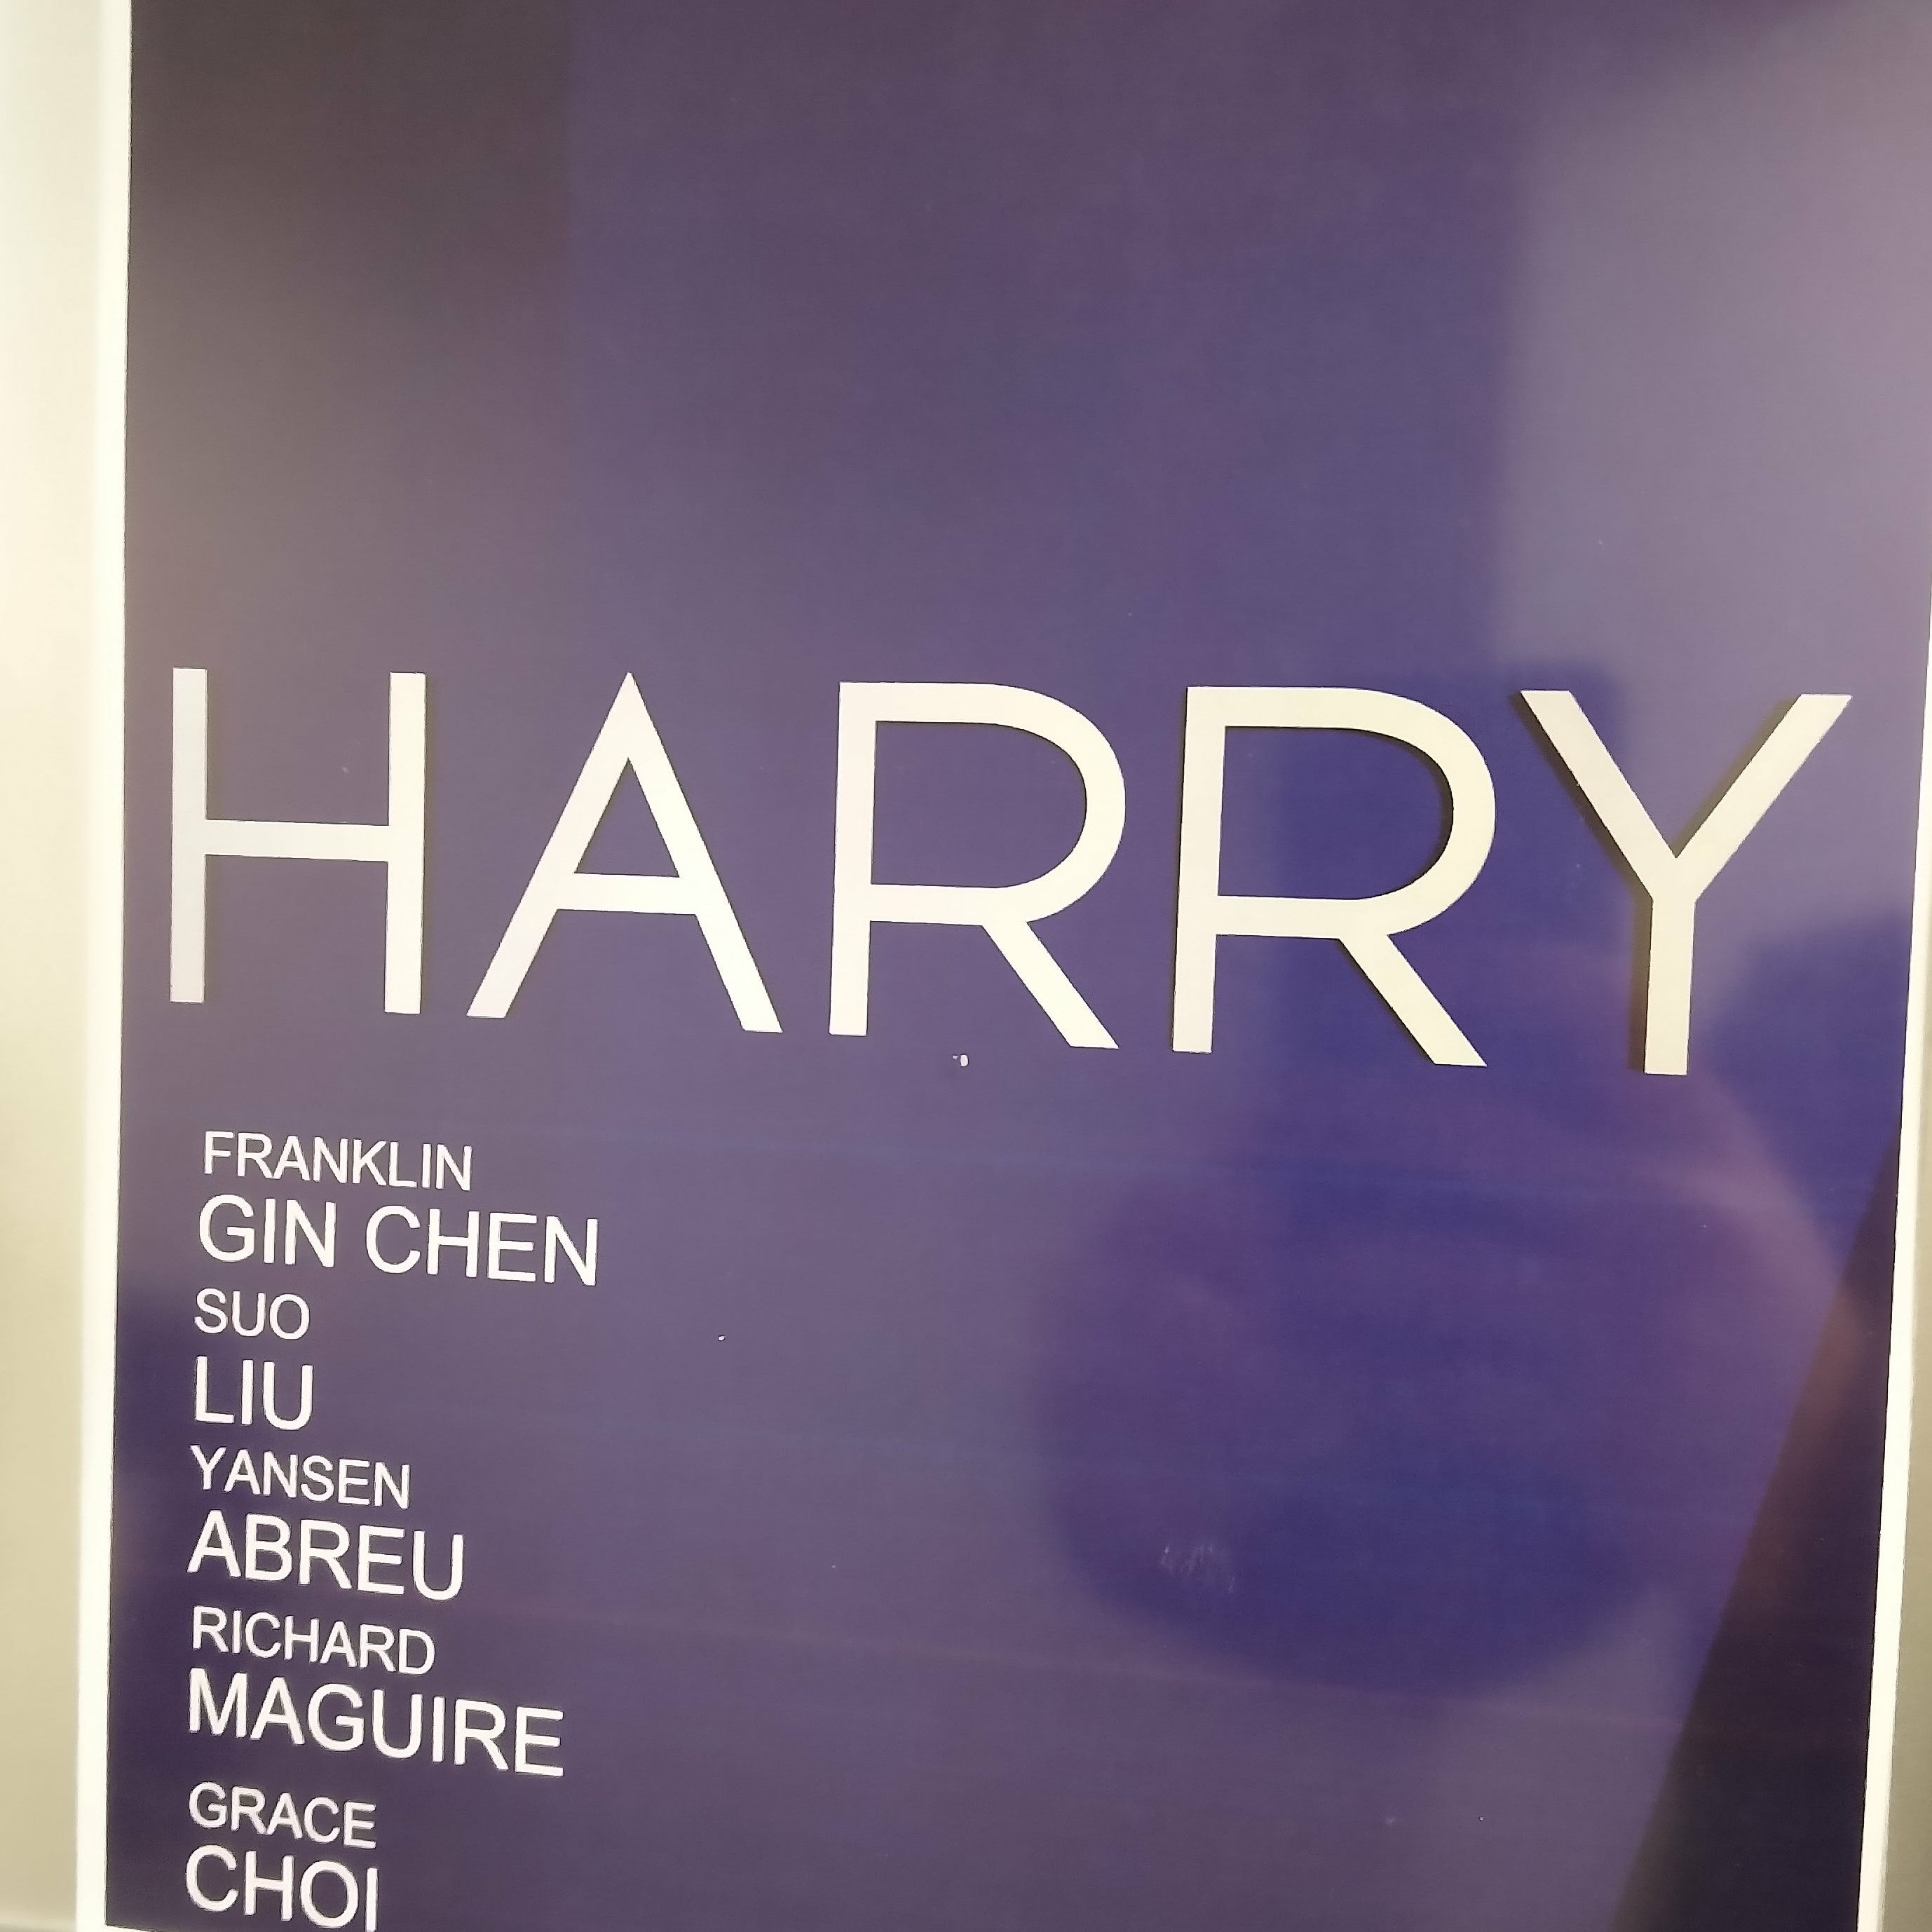 HARRY
FRANKLIN
GIN CHEN
SUO
LIU
YANSEN
ABREU
RICHARD
MAGUIRE
GRACE
CHOI